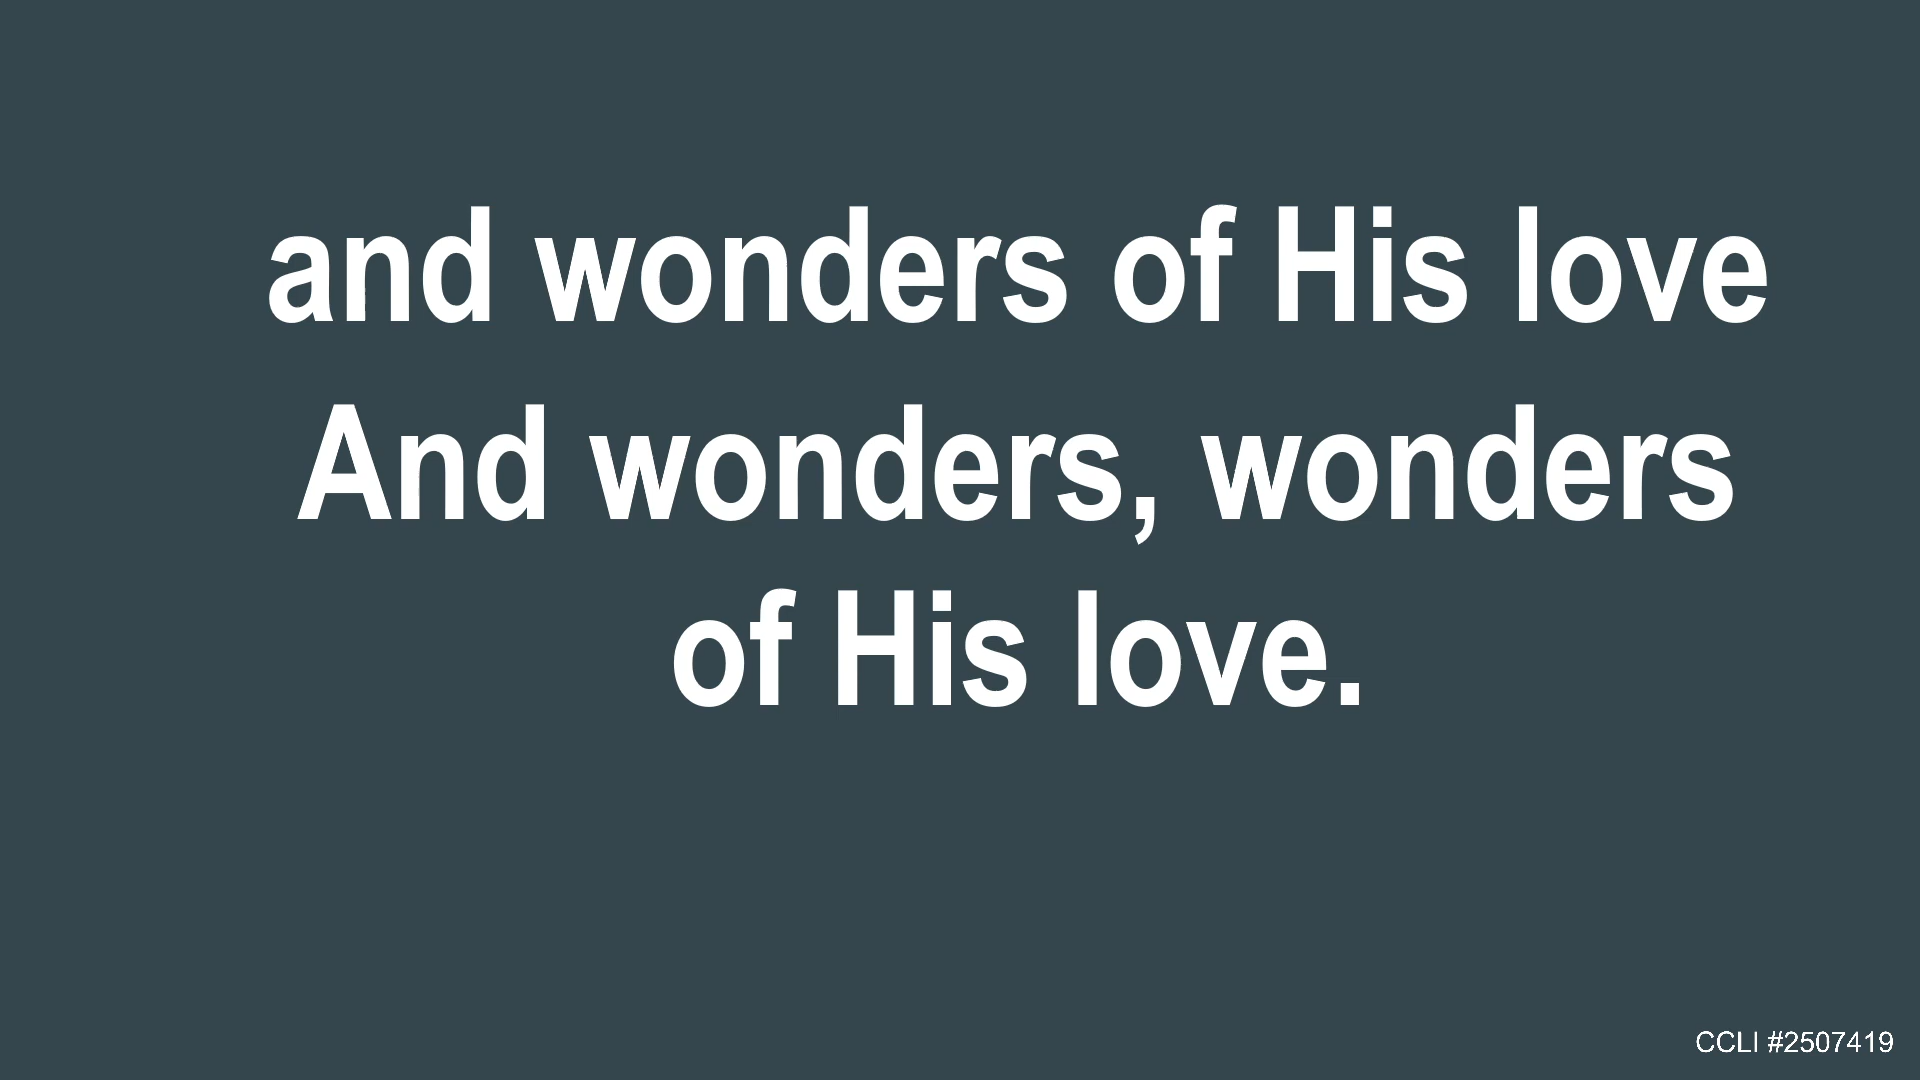 and wonders of His love
And wonders, wonders
of His love.
CCLI #2507419